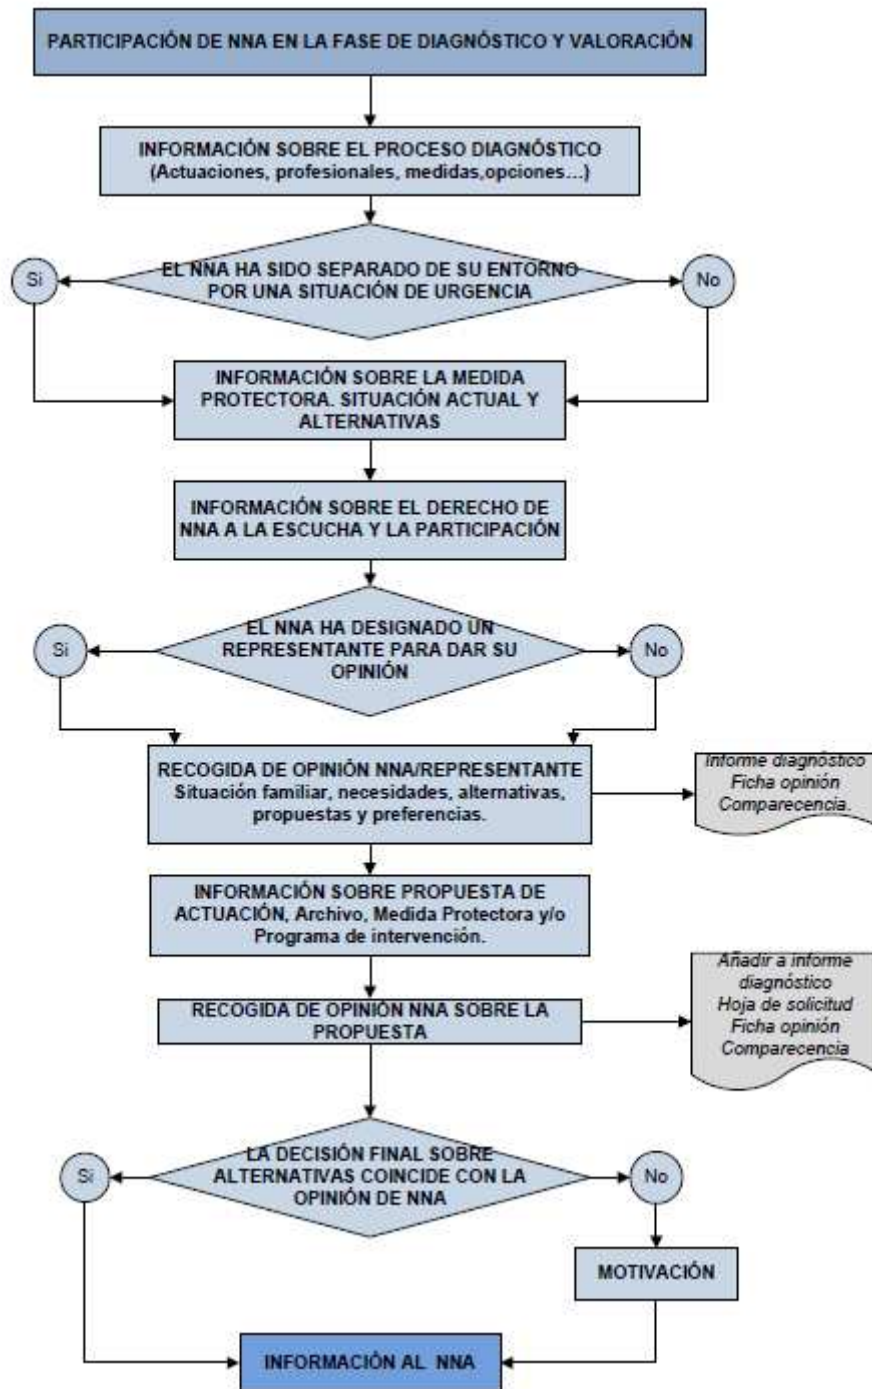 PARTICIPACIÓN DE NNA EN LA FASE DE DIAGNÓSTICO Y VALORACIÓN
INFORMACIÓN SOBRE EL PROCESO DIAGNÓSTICO
(Actuaciones, profesionales, medidas,opciones…)
EL NNA HA SIDO SEPARADO DE SU ENTORNO
POR UNA SITUACIÓN DE URGENCIA
Si
No
INFORMACIÓN SOBRE LA MEDIDA
PROTECTORA. SITUACIÓN ACTUAL Y
ALTERNATIVAS
INFORMACIÓN SOBRE EL DERECHO DE
NNA A LA ESCUCHA Y LA PARTICIPACIÓN
EL NNA HA DESIGNADO UN
REPRESENTANTE PARA DAR SU
OPINIÓN
Si
No
RECOGIDA DE OPINIÓN NNA/REPRESENTANTE
Situación familiar, necesidades, alternativas,
propuestas y preferencias.
Informe diagnóstico
Ficha opinión
Comparecencia.
INFORMACIÓN SOBRE PROPUESTA DE
ACTUACIÓN, Archivo, Medida Protectora y/o
Programa de intervención.
RECOGIDA DE OPINIÓN NNA SOBRE LA
PROPUESTA
Añadir a informe
diagnóstico
Hoja de solicitud
Ficha opinión
Comparecencia
LA DECISIÓN FINAL SOBRE
ALTERNATIVAS COINCIDE CON LA
OPINIÓN DE NNA
Si
No
MOTIVACIÓN
INFORMACIÓN AL NNA